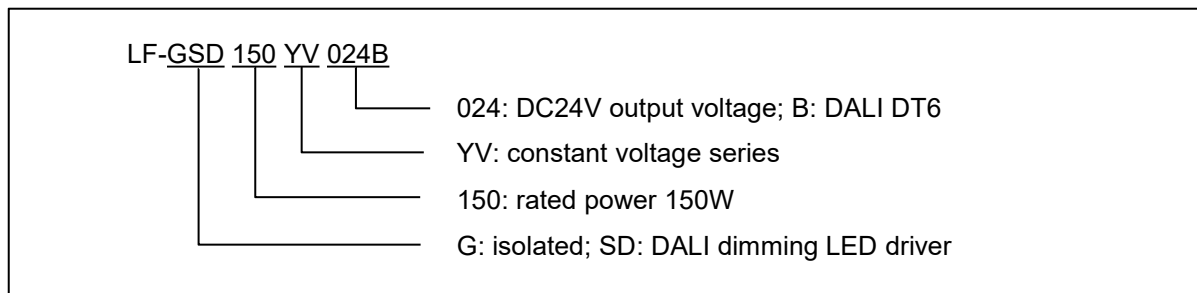 LF-GSD 150 YV 024B
024: DC24V output voltage; B: DALI DT6
YV: constant voltage series
150: rated power 150W
G: isolated; SD: DALI dimming LED driver